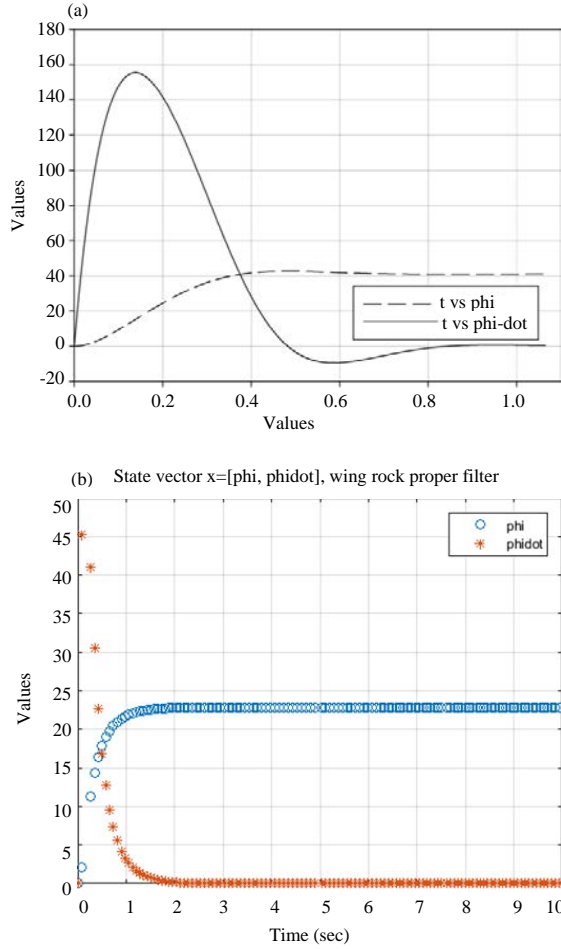 (a)
180
160
140
120
100
80
60
40
20
0
-20
Values
t vs phi
t vs phi-dot
0.0 0.2 0.4 0.6 0.8 1.0
Values
(b) State vector x=[phi, phidot], wing rock proper filter
50
45
40
35
30
25
20
15
10
5
0
Values
phi
phidot
0 1 2 3 4 5 6 7 8 9 10
Time (sec)